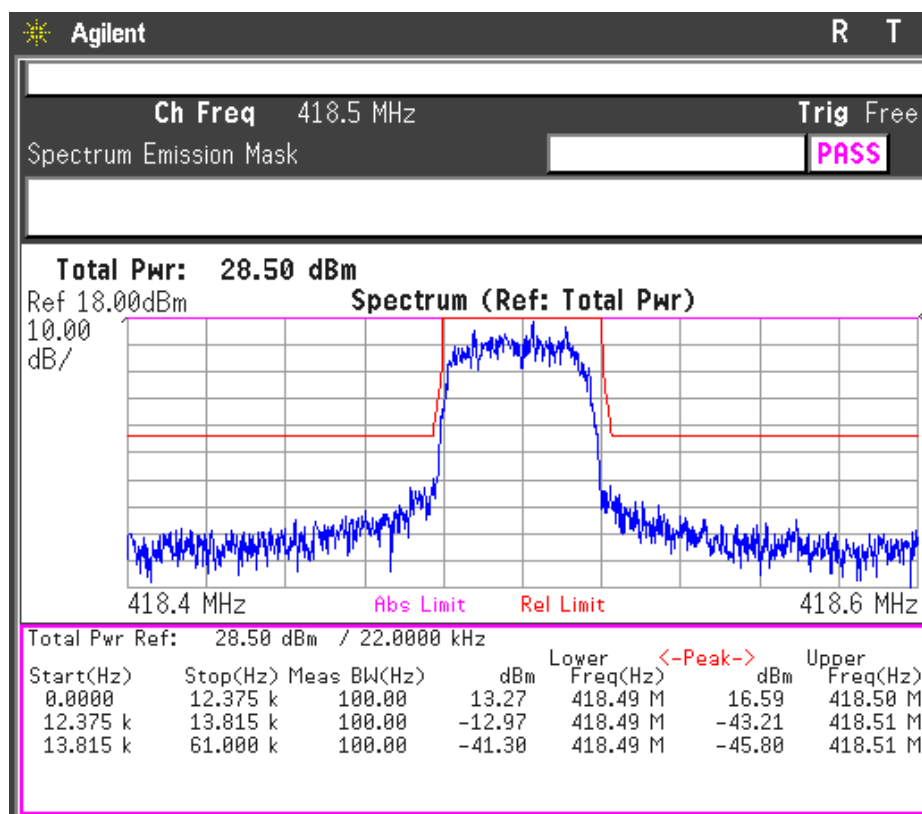 Agilent R T
Ch Freq 418.5 MHz Trig Free
Spectrum Emission Mask PASS
Total Pwr: 28.50 dBm
Ref 18.00dBm Spectrum (Ref: Total Pwr)
10.00
dB/
418.4 MHz Abs Limit Rel Limit 418.6 MHz
Total Pwr Ref: 28.50 dBm / 22.0000 kHz
Lower <-Peak-> Upper
Start(Hz) Stop(Hz) Meas BW(Hz) dBm Freq(Hz) dBm Freq(Hz)
0.0000 12.375 k 100.00 13.27 418.49 M 16.59 418.50 M
12.375 k 13.815 k 100.00 -12.97 418.49 M -43.21 418.51 M
13.815 k 61.000 k 100.00 -41.30 418.49 M -45.80 418.51 M